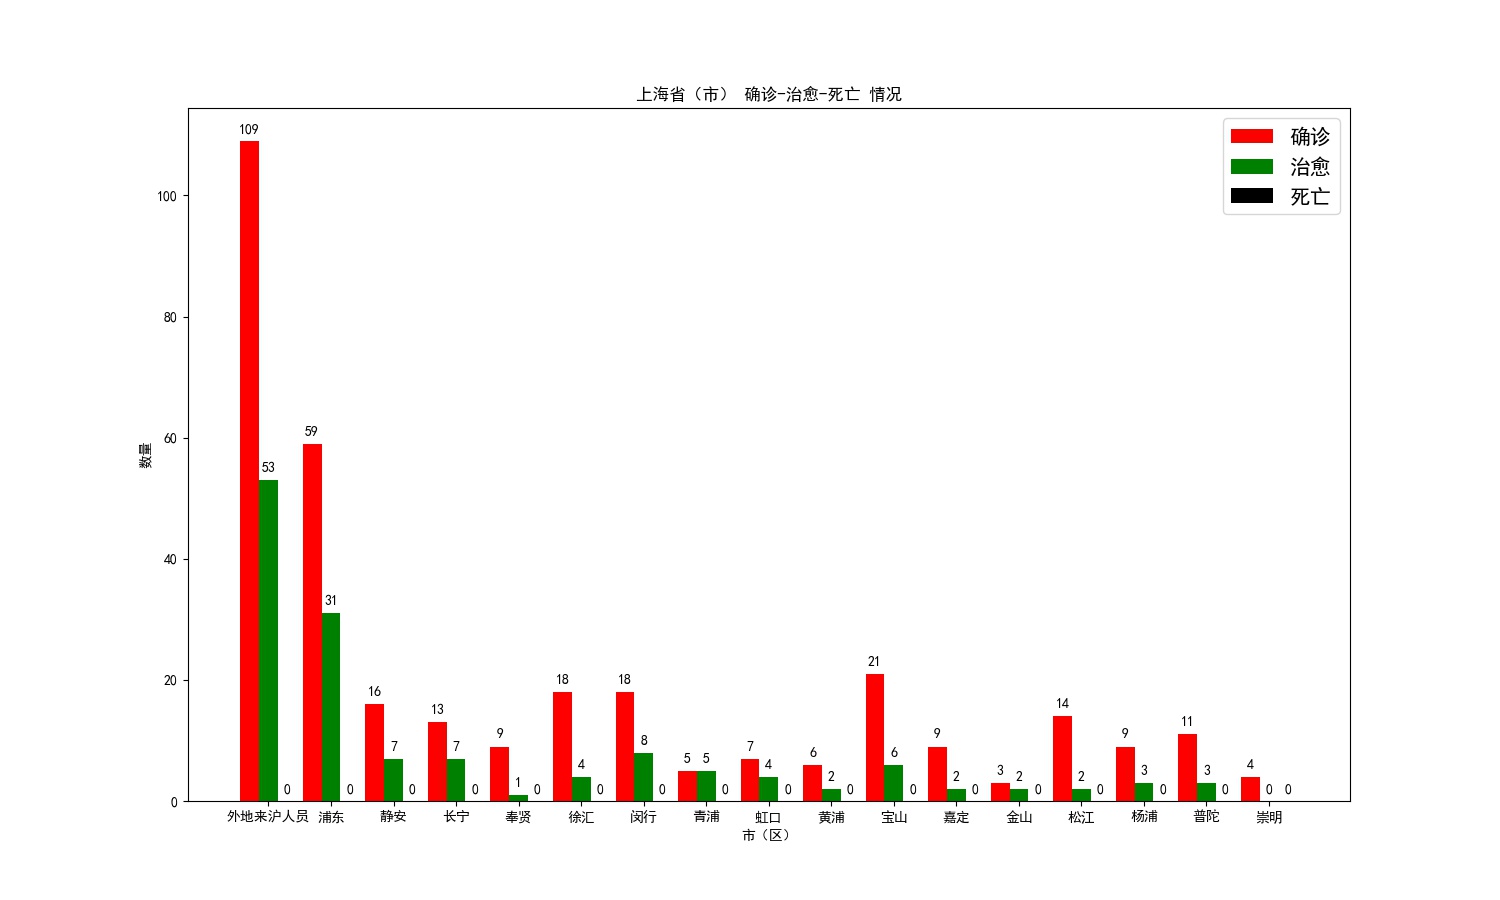 上海省（市） 确诊-治愈-死亡 情况
确诊
治愈
死亡
数量
100
80
60
40
20
0
109 53 0
59 31 0
16 7 0
13 7 0
9 1 0
18 4 0
18 8 0
5 5 0
7 4 0
6 2 0
21 6 0
9 2 0
3 2 0
14 2 0
9 3 0
11 3 0
4 0 0
外地来沪人员 浦东 静安 长宁 奉贤 徐汇 闵行 青浦 虹口 黄浦 宝山 嘉定 金山 松江 杨浦 普陀 崇明
市（区）